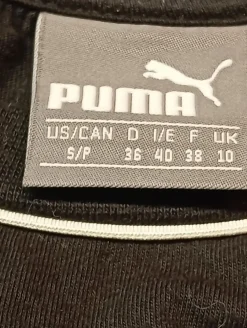 PUMA
US/CAN D I/E F UK
S/P 36 40 38 10